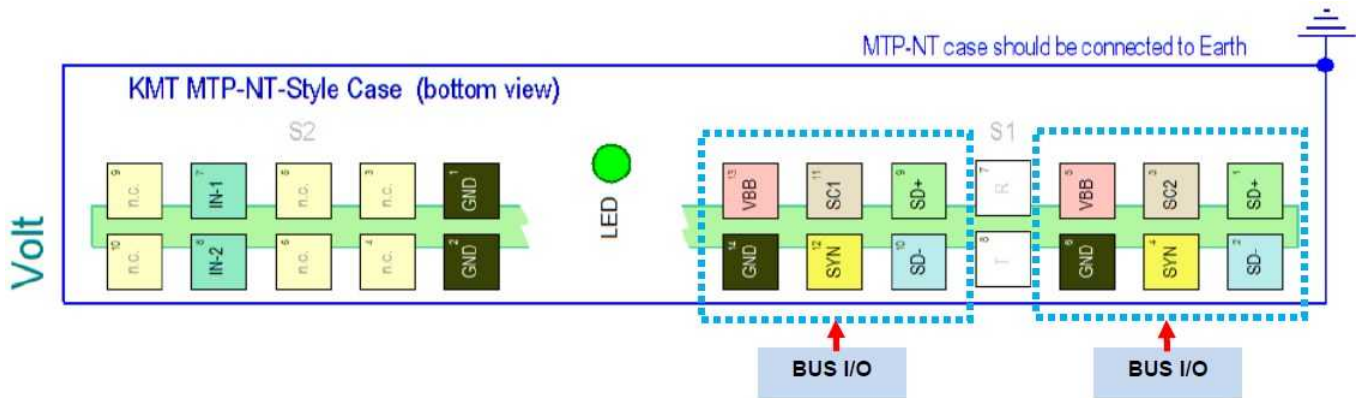 MTP-NT case should be connected to Earth
KMT MTP-NT-Style Case (bottom view)
S2
S1
Volt
9 n.c.
7 IN-1
n.c.
3 n.c.
1 GND
10 n.c.
8 IN-2
n.c.
4 n.c.
2 GND
LED
13 VBB
11 SC1
9 SD+
7 R
5 VBB
3 SC2
1 SD+
14 GND
12 SYN
10 SD-
8 T
6 GND
4 SYN
2 SD-
BUS I/O
BUS I/O